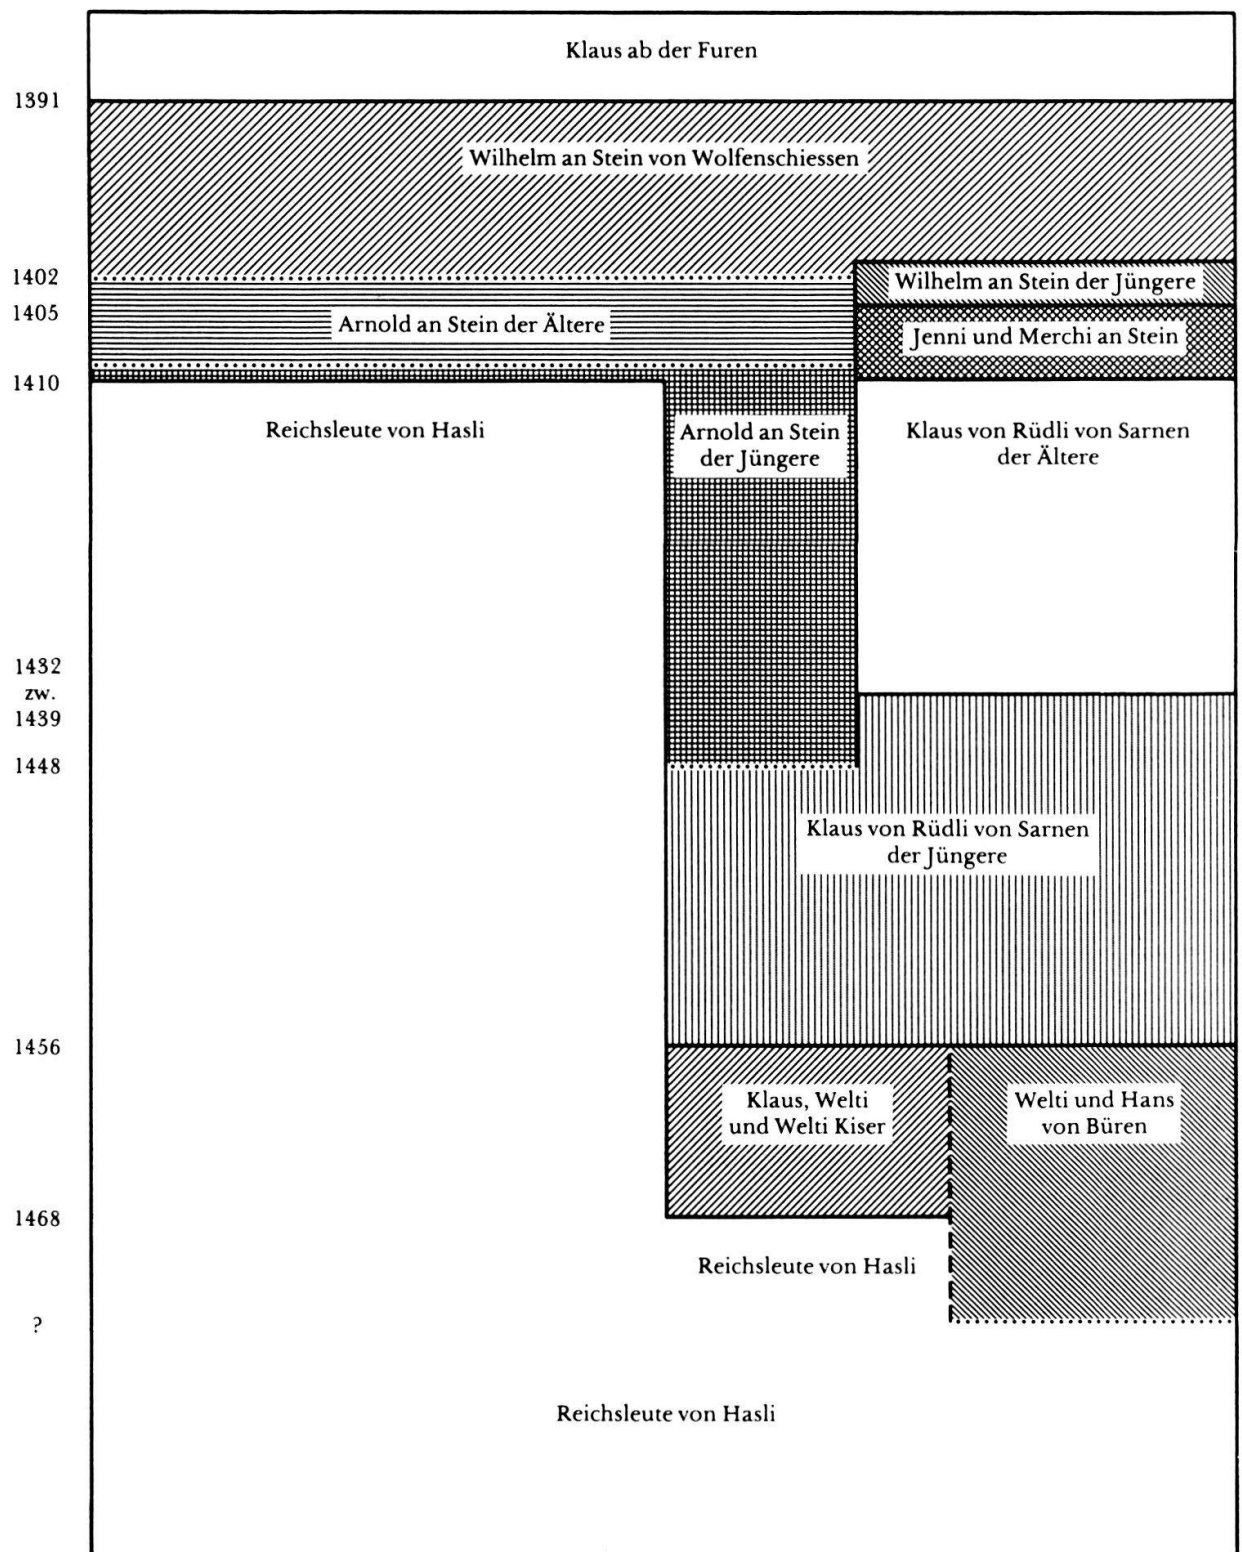 Klaus ab der Furen
1391
Wilhelm an Stein von Wolfenschiessen
1402
Wilhelm an Stein der Jüngere
1405
Arnold an Stein der Ältere
Jenni und Merchi an Stein
1410
Reichsleute von Hasli
Arnold an Stein
der Jüngere
Klaus von Rüdli von Sarnen
der Ältere
1432
zw.
1439
1448
Klaus von Rüdli von Sarnen
der Jüngere
1456
Klaus, Welti
und Welti Kiser
Welti und Hans
von Büren
1468
Reichsleute von Hasli
?
Reichsleute von Hasli